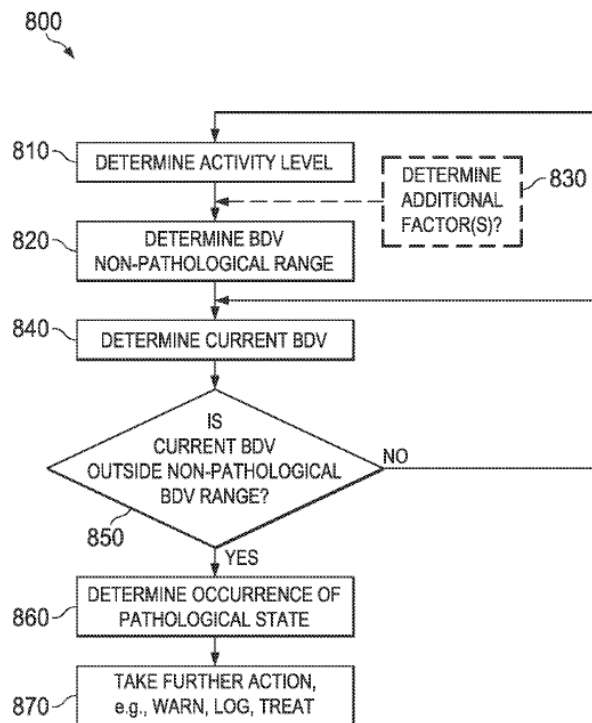 800
810
DETERMINE ACTIVITY LEVEL
DETERMINE
ADDITIONAL
FACTOR(S)?
830
820
DETERMINE BDV
NON-PATHOLOGICAL RANGE
840
DETERMINE CURRENT BDV
IS
CURRENT BDV
OUTSIDE NON-PATHOLOGICAL
BDV RANGE?
NO
850
YES
860
DETERMINE OCCURRENCE OF
PATHOLOGICAL STATE
870
TAKE FURTHER ACTION,
e.g., WARN, LOG, TREAT